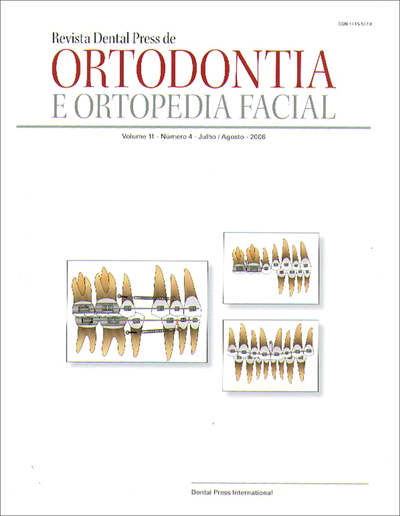 ISSN 1415-5419
Revista Dental Press de
ORTODONTIA
E ORTOPEDIA FACIAL
Volume 11 - Número 4 - Julho / Agosto - 2006
Dental Press International